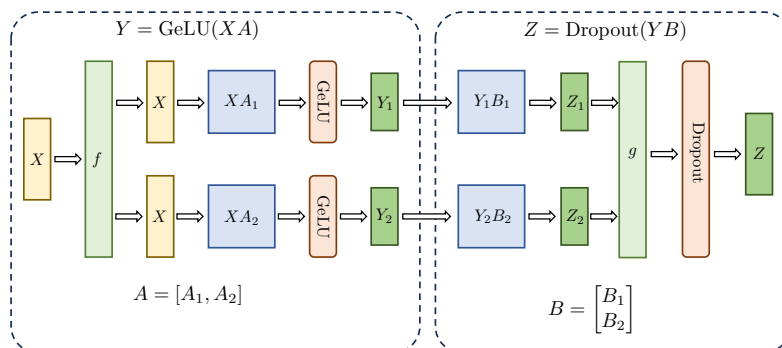 Y = GeLU(XA)
Z = Dropout(YB)
X
f
X
XA₁
GeLU
Y₁
Y₁B₁
Z₁
X
XA₂
GeLU
Y₂
Y₂B₂
Z₂
g
Dropout
Z
A = [A₁, A₂]
B = [B₁
B₂]